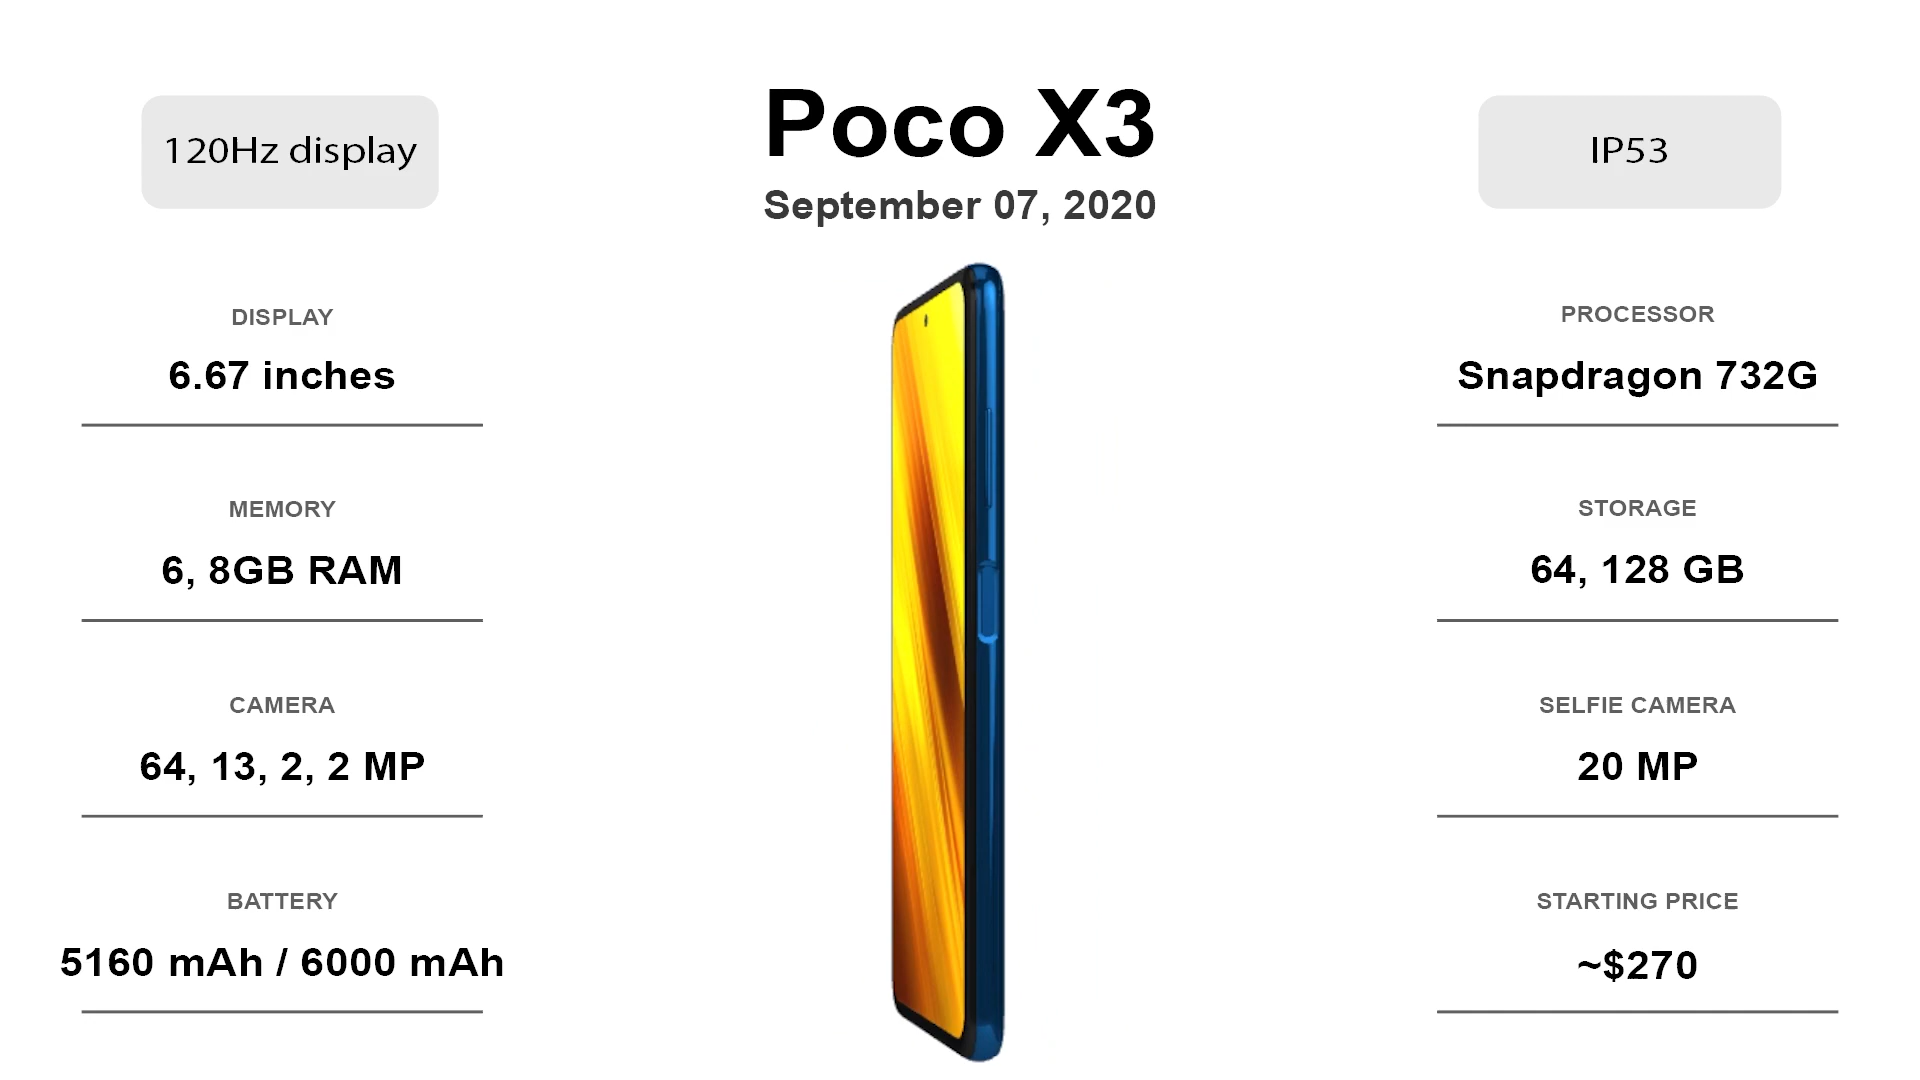 Poco X3
September 07, 2020
120Hz display
IP53
DISPLAY
6.67 inches
PROCESSOR
Snapdragon 732G
MEMORY
6, 8GB RAM
STORAGE
64, 128 GB
CAMERA
64, 13, 2, 2 MP
SELFIE CAMERA
20 MP
BATTERY
5160 mAh / 6000 mAh
STARTING PRICE
~$270